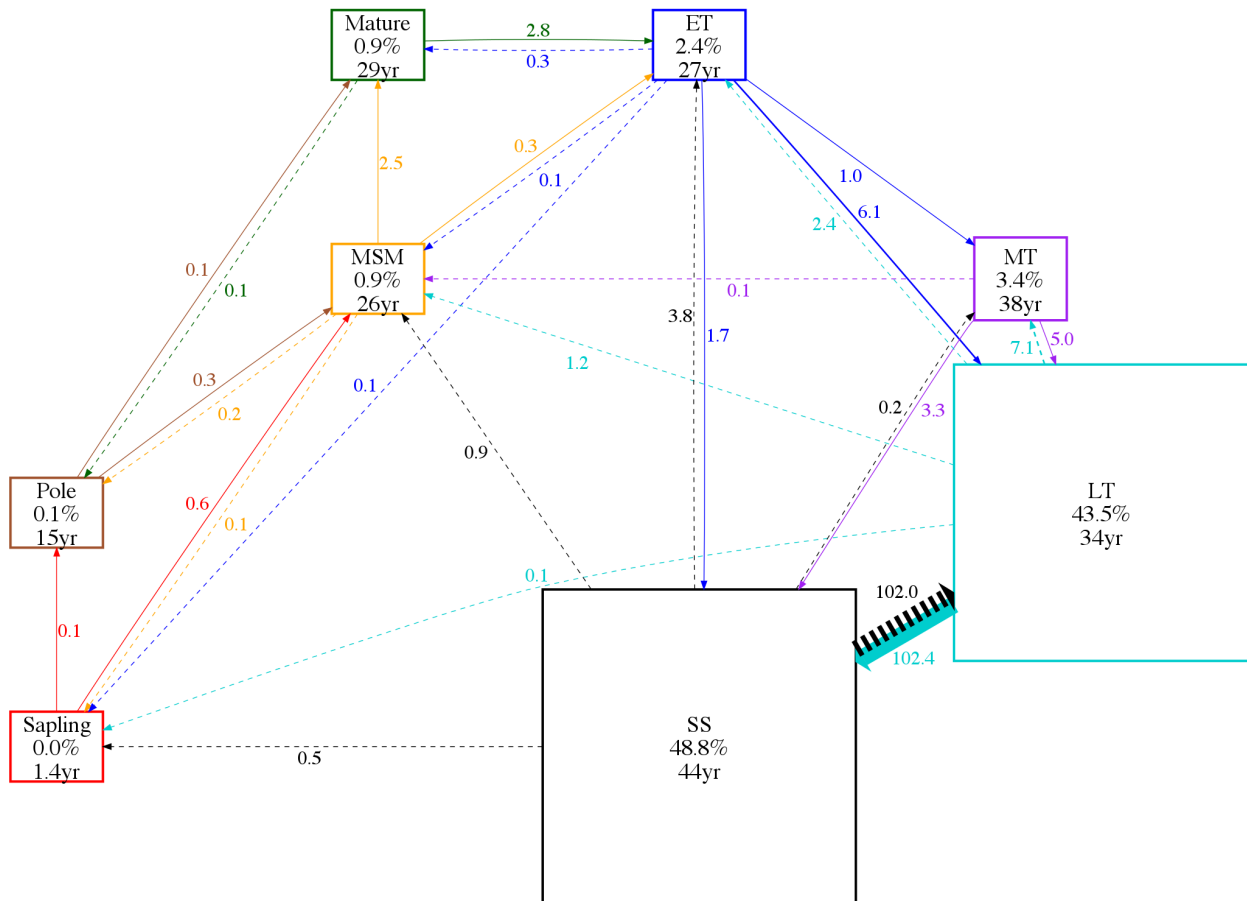 Mature
0.9%
29yr
2.8
0.3
ET
2.4%
27yr
2.5
0.3
0.1
1.0
6.1
2.4
0.1
0.1
MSM
0.9%
26yr
0.1
MT
3.4%
38yr
3.8
1.7
5.0
7.1
1.2
0.3
0.2
0.1
0.2
3.3
0.9
Pole
0.1%
15yr
0.6
0.1
LT
43.5%
34yr
0.1
102.0
102.4
0.1
Sapling
0.0%
1.4yr
0.5
SS
48.8%
44yr